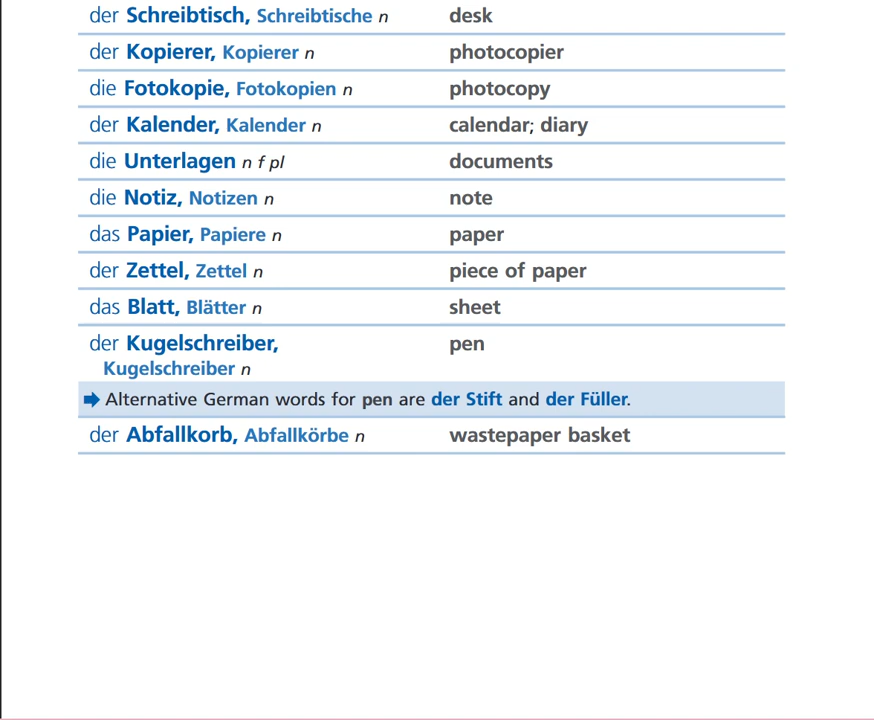 der Schreibtisch, Schreibtische n desk
der Kopierer, Kopierer n photocopier
die Fotokopie, Fotokopien n photocopy
der Kalender, Kalender n calendar; diary
die Unterlagen n f pl documents
die Notiz, Notizen n note
das Papier, Papiere n paper
der Zettel, Zettel n piece of paper
das Blatt, Blätter n sheet
der Kugelschreiber, pen
Kugelschreiber n
➡ Alternative German words for pen are der Stift and der Füller.
der Abfallkorb, Abfallkörbe n wastepaper basket